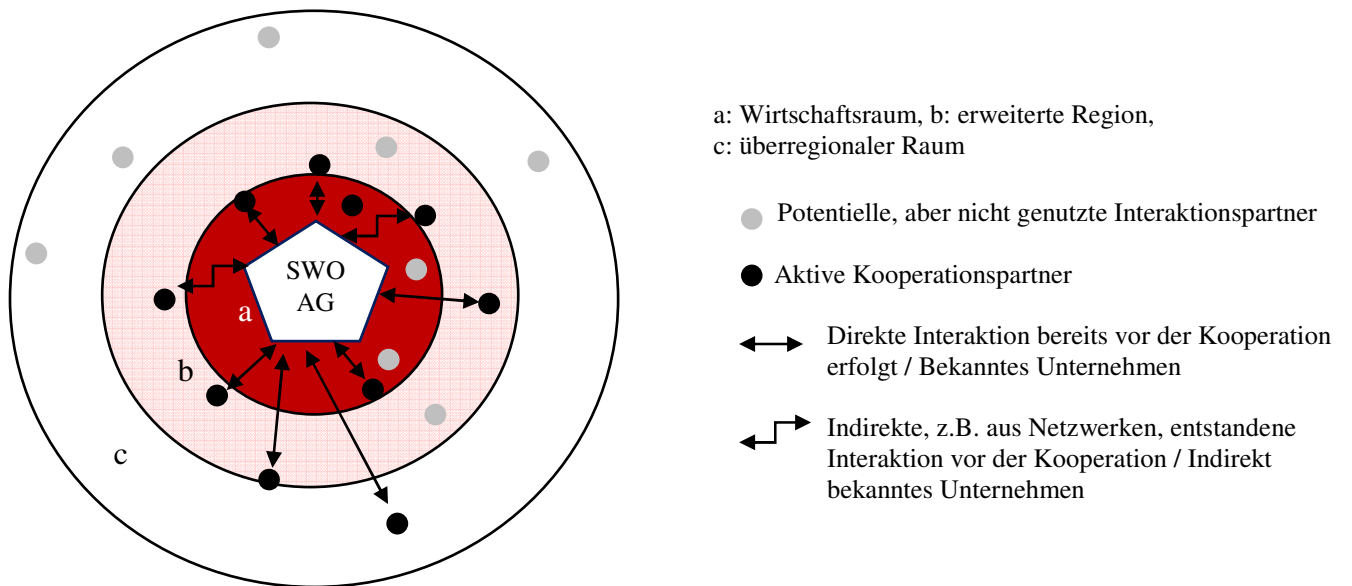 SWO
AG
a
b
c
a: Wirtschaftsraum, b: erweiterte Region,
c: überregionaler Raum
Potentielle, aber nicht genutzte Interaktionspartner
Aktive Kooperationspartner
Direkte Interaktion bereits vor der Kooperation
erfolgt / Bekanntes Unternehmen
Indirekte, z.B. aus Netzwerken, entstandene
Interaktion vor der Kooperation / Indirekt
bekanntes Unternehmen